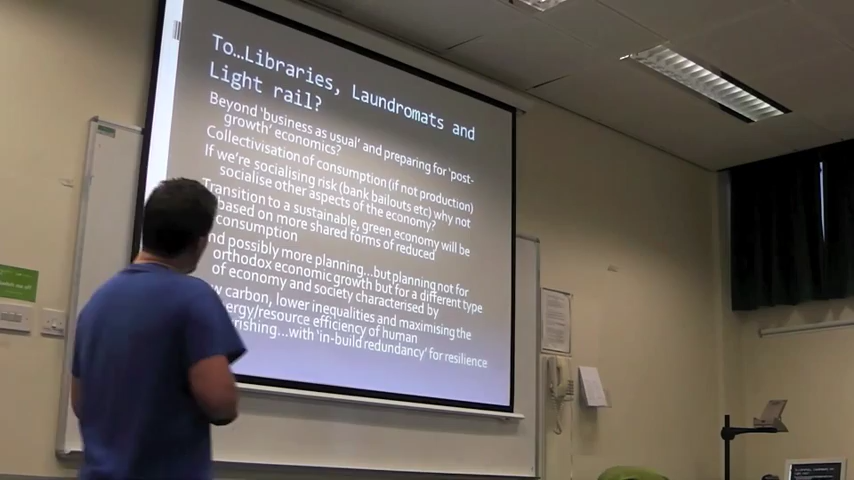 To…Libraries, Laundromats and
Light rail?
Beyond 'business as usual' and preparing for 'post-
growth' economics?
Collectivisation of consumption (if not production)
If we're socialising risk (bank bailouts etc) why not
socialise other aspects of the economy?
Transition to a sustainable, green economy will be
based on more shared forms of reduced
consumption
nd possibly more planning…but planning not for
orthodox economic growth but for a different type
of economy and society characterised by
w carbon, lower inequalities and maximising the
ergy/resource efficiency of human
rishing…with 'in-build redundancy' for resilience